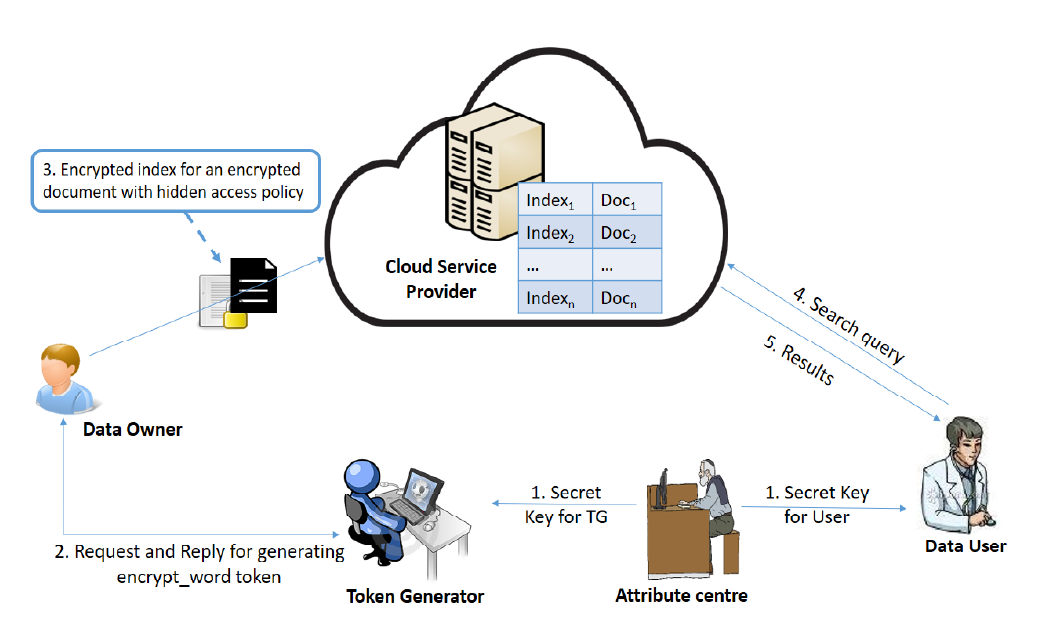 3. Encrypted index for an encrypted
document with hidden access policy
Index₁ Doc₁
Index₂ Doc₂
... ...
Indexₙ Docₙ
Cloud Service
Provider
4. Search query
5. Results
Data Owner
1. Secret
Key for TG
1. Secret Key
for User
Data User
2. Request and Reply for generating
encrypt_word token
Token Generator
Attribute centre